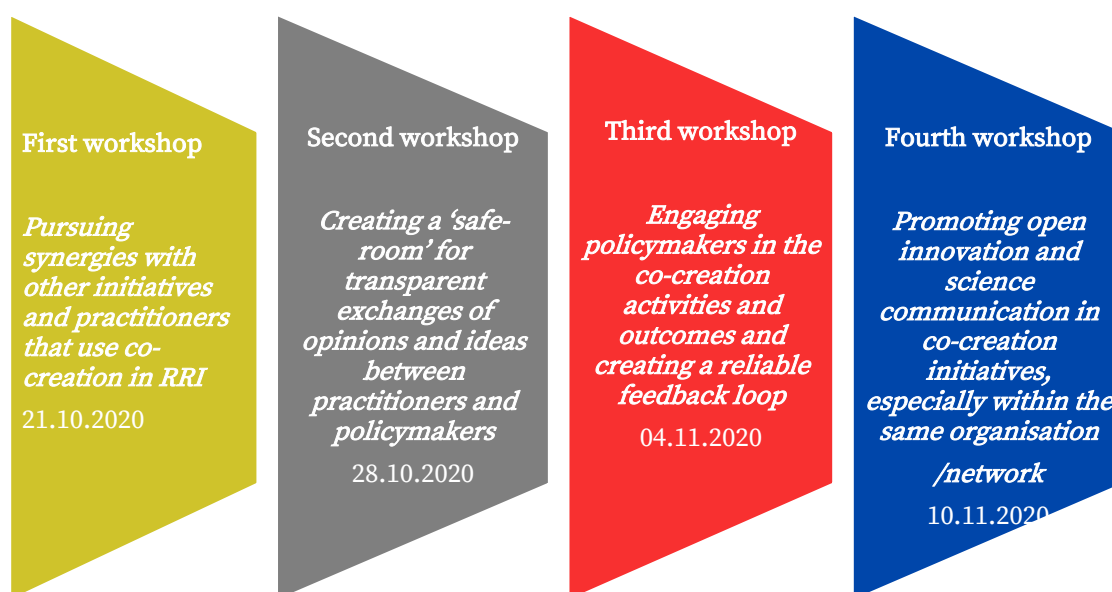 First workshop
Pursuing
synergies with
other initiatives
and practitioners
that use co-
creation in RRI
21.10.2020
Second workshop
Creating a ‘safe-
room’ for
transparent
exchanges of
opinions and ideas
between
practitioners and
policymakers
28.10.2020
Third workshop
Engaging
policymakers in the
co-creation
activities and
outcomes and
creating a reliable
feedback loop
04.11.2020
Fourth workshop
Promoting open
innovation and
science
communication in
co-creation
initiatives,
especially within the
same organisation
/network
10.11.2020